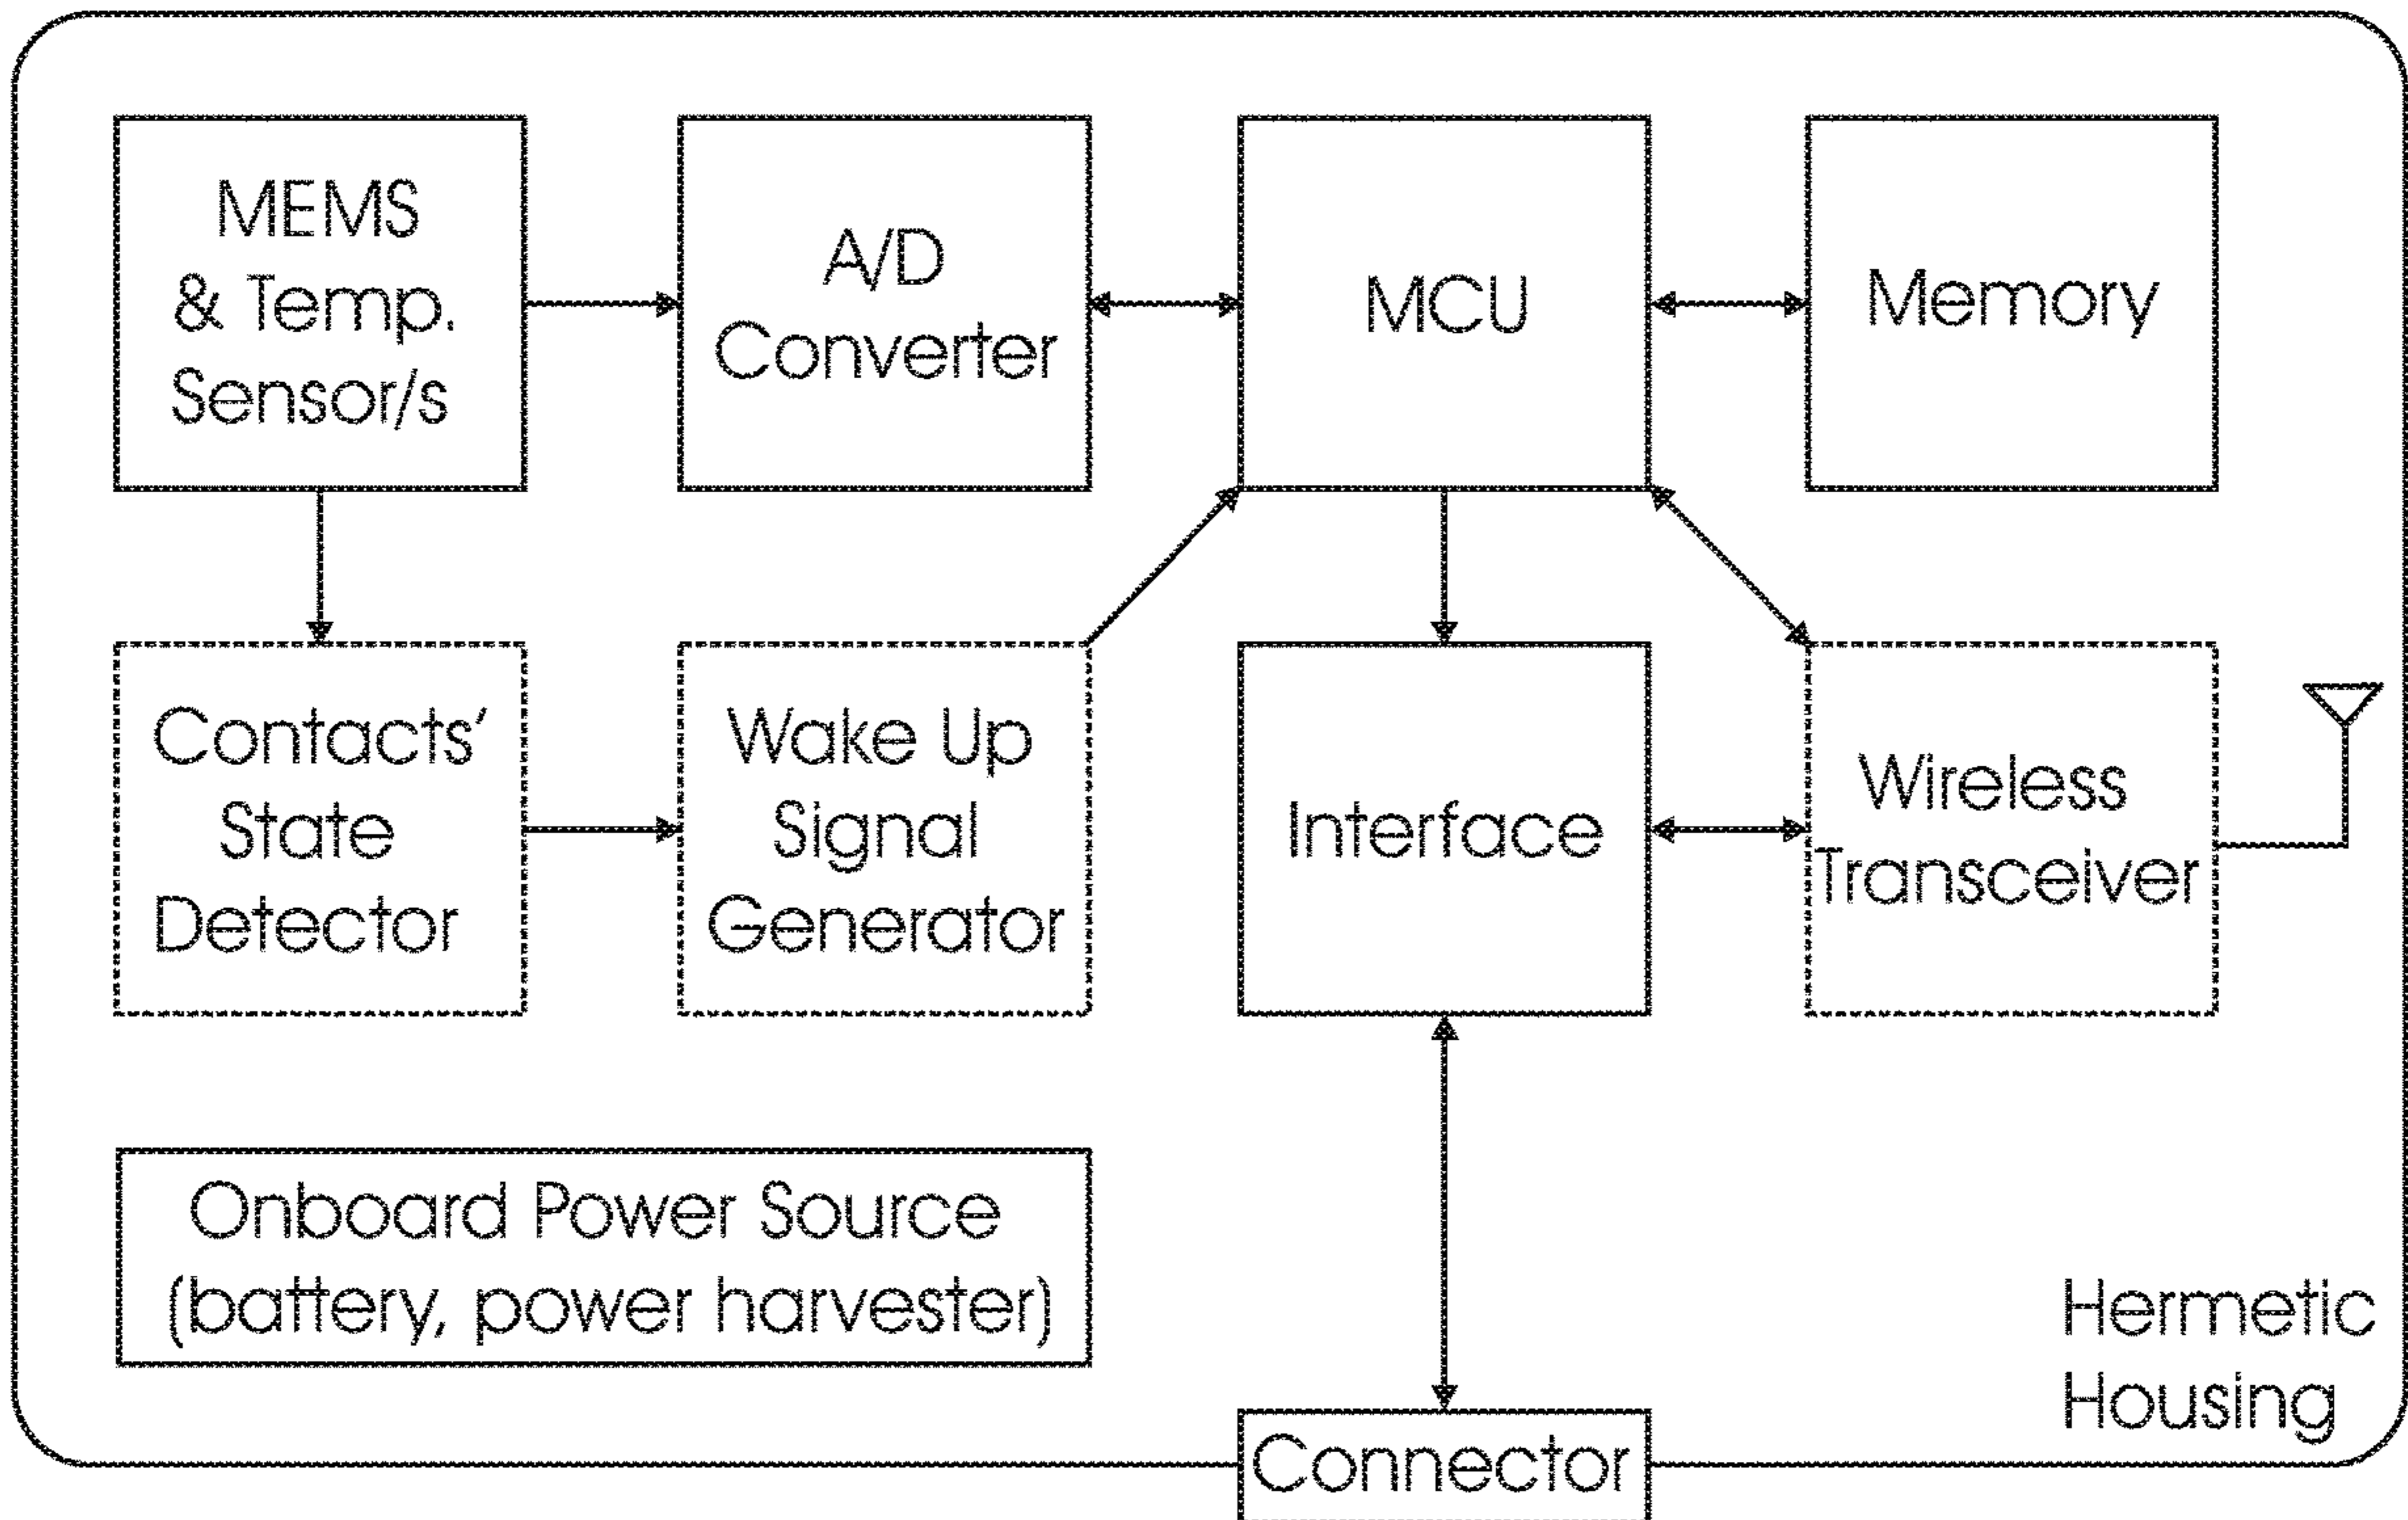 MEMS
& Temp.
Sensor/s
A/D
Converter
MCU
Memory
Contacts'
State
Detector
Wake Up
Signal
Generator
Interface
Wireless
Transceiver
Onboard Power Source
(battery, power harvester)
Hermetic
Housing
Connector